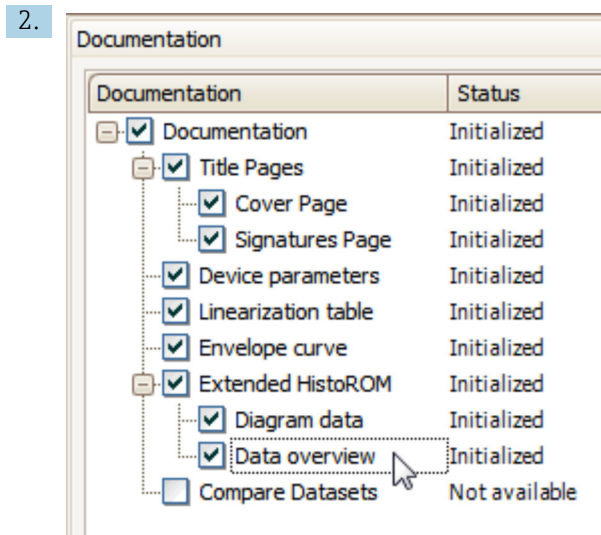 2.
Documentation
Documentation Status
Documentation Initialized
Title Pages Initialized
Cover Page Initialized
Signatures Page Initialized
Device parameters Initialized
Linearization table Initialized
Envelope curve Initialized
Extended HistoROM Initialized
Diagram data Initialized
Data overview Initialized
Compare Datasets Not available